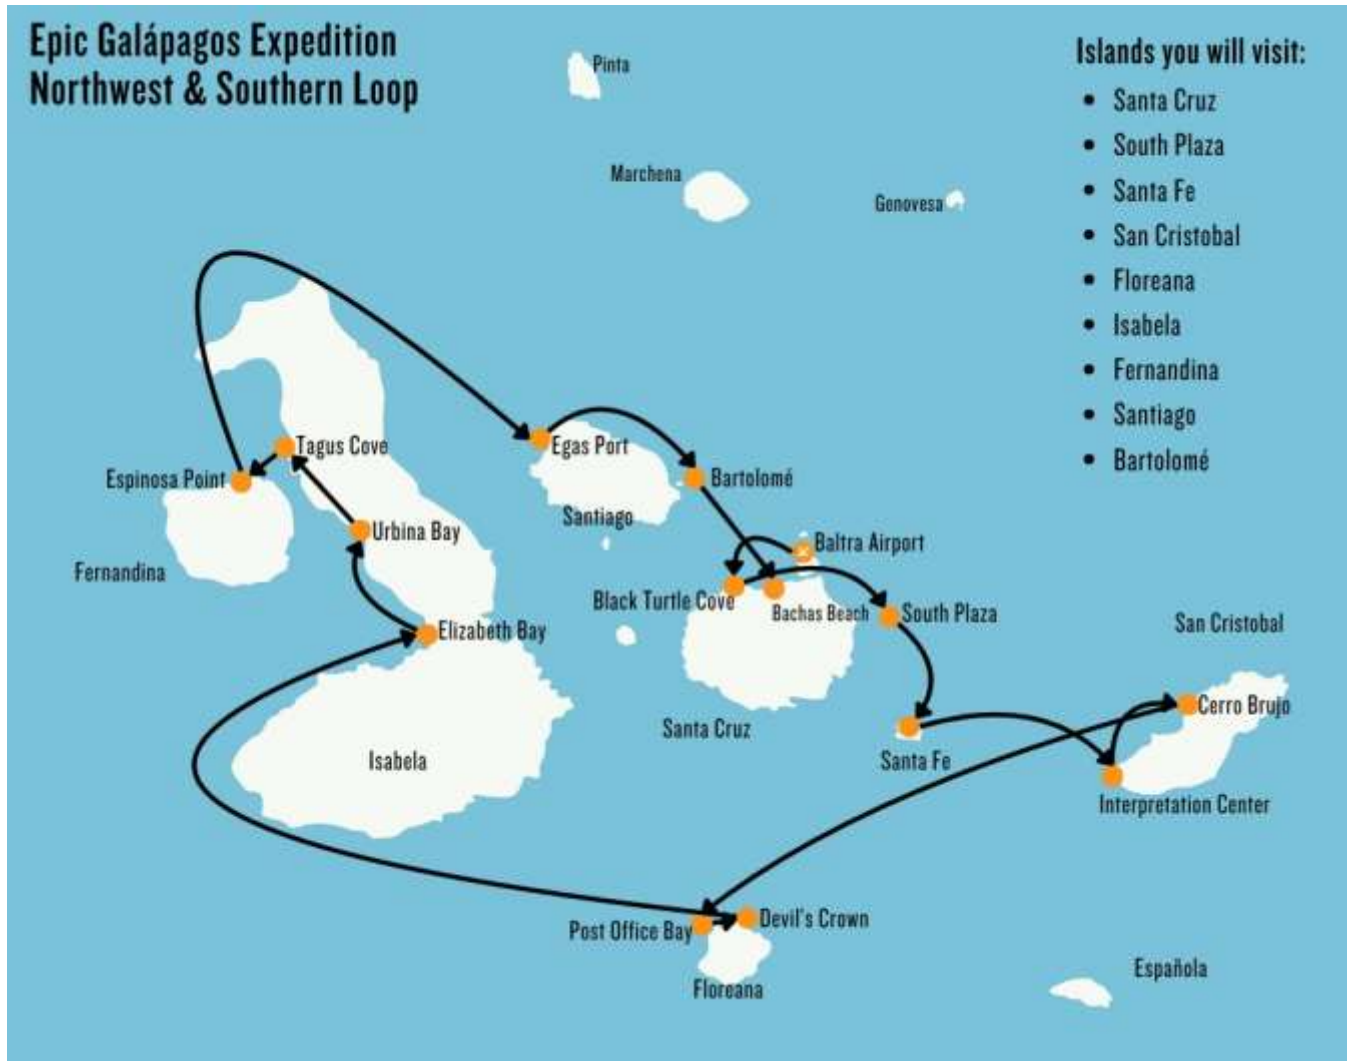 Epic Galápagos Expedition
Northwest & Southern Loop
Islands you will visit:
• Santa Cruz
• South Plaza
• Santa Fe
• San Cristobal
• Floreana
• Isabela
• Fernandina
• Santiago
• Bartolomé
Pinta
Marchena
Genovesa
Tagus Cove
Espinosa Point
Egas Port
Bartolomé
Santiago
Urbina Bay
Baltra Airport
Fernandina
Black Turtle Cove
Bachas Beach
South Plaza
San Cristobal
Elizabeth Bay
Cerro Brujo
Santa Cruz
Isabela
Santa Fe
Interpretation Center
Post Office Bay
Devil's Crown
Floreana
Española